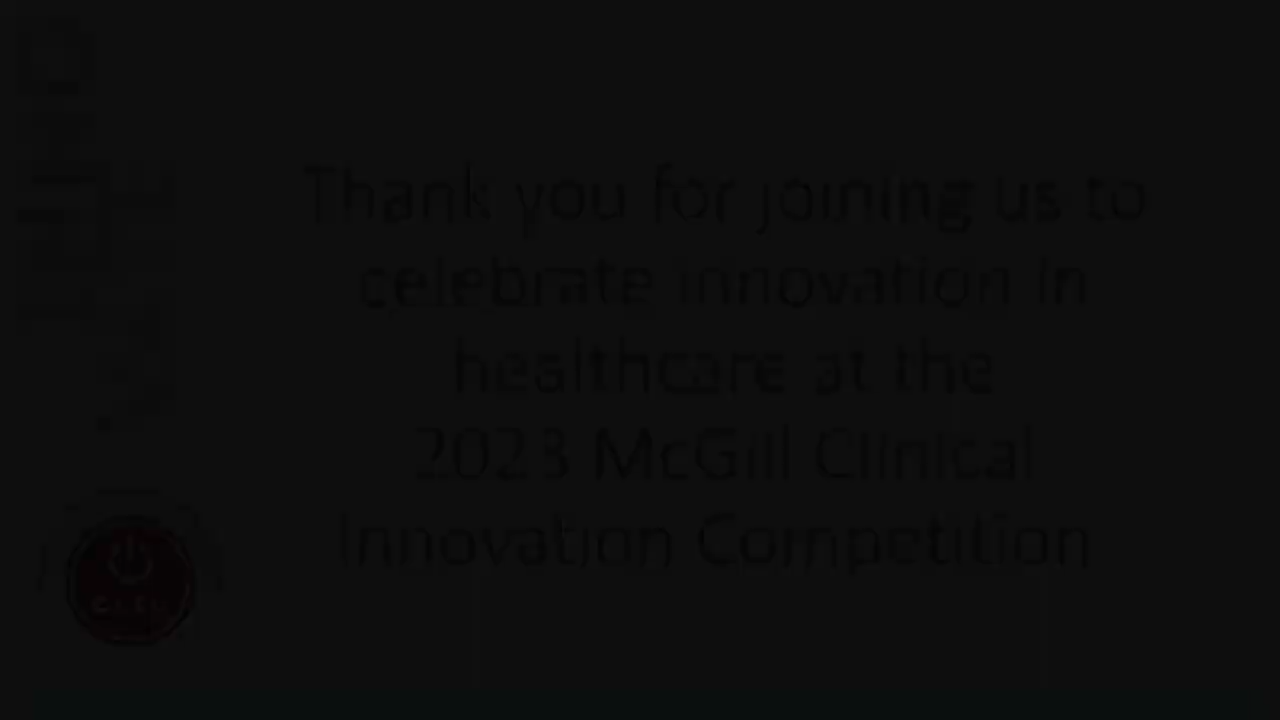 Thank you for joining us to
celebrate innovation in
healthcare at the
2023 McGill Clinical
Innovation Competition